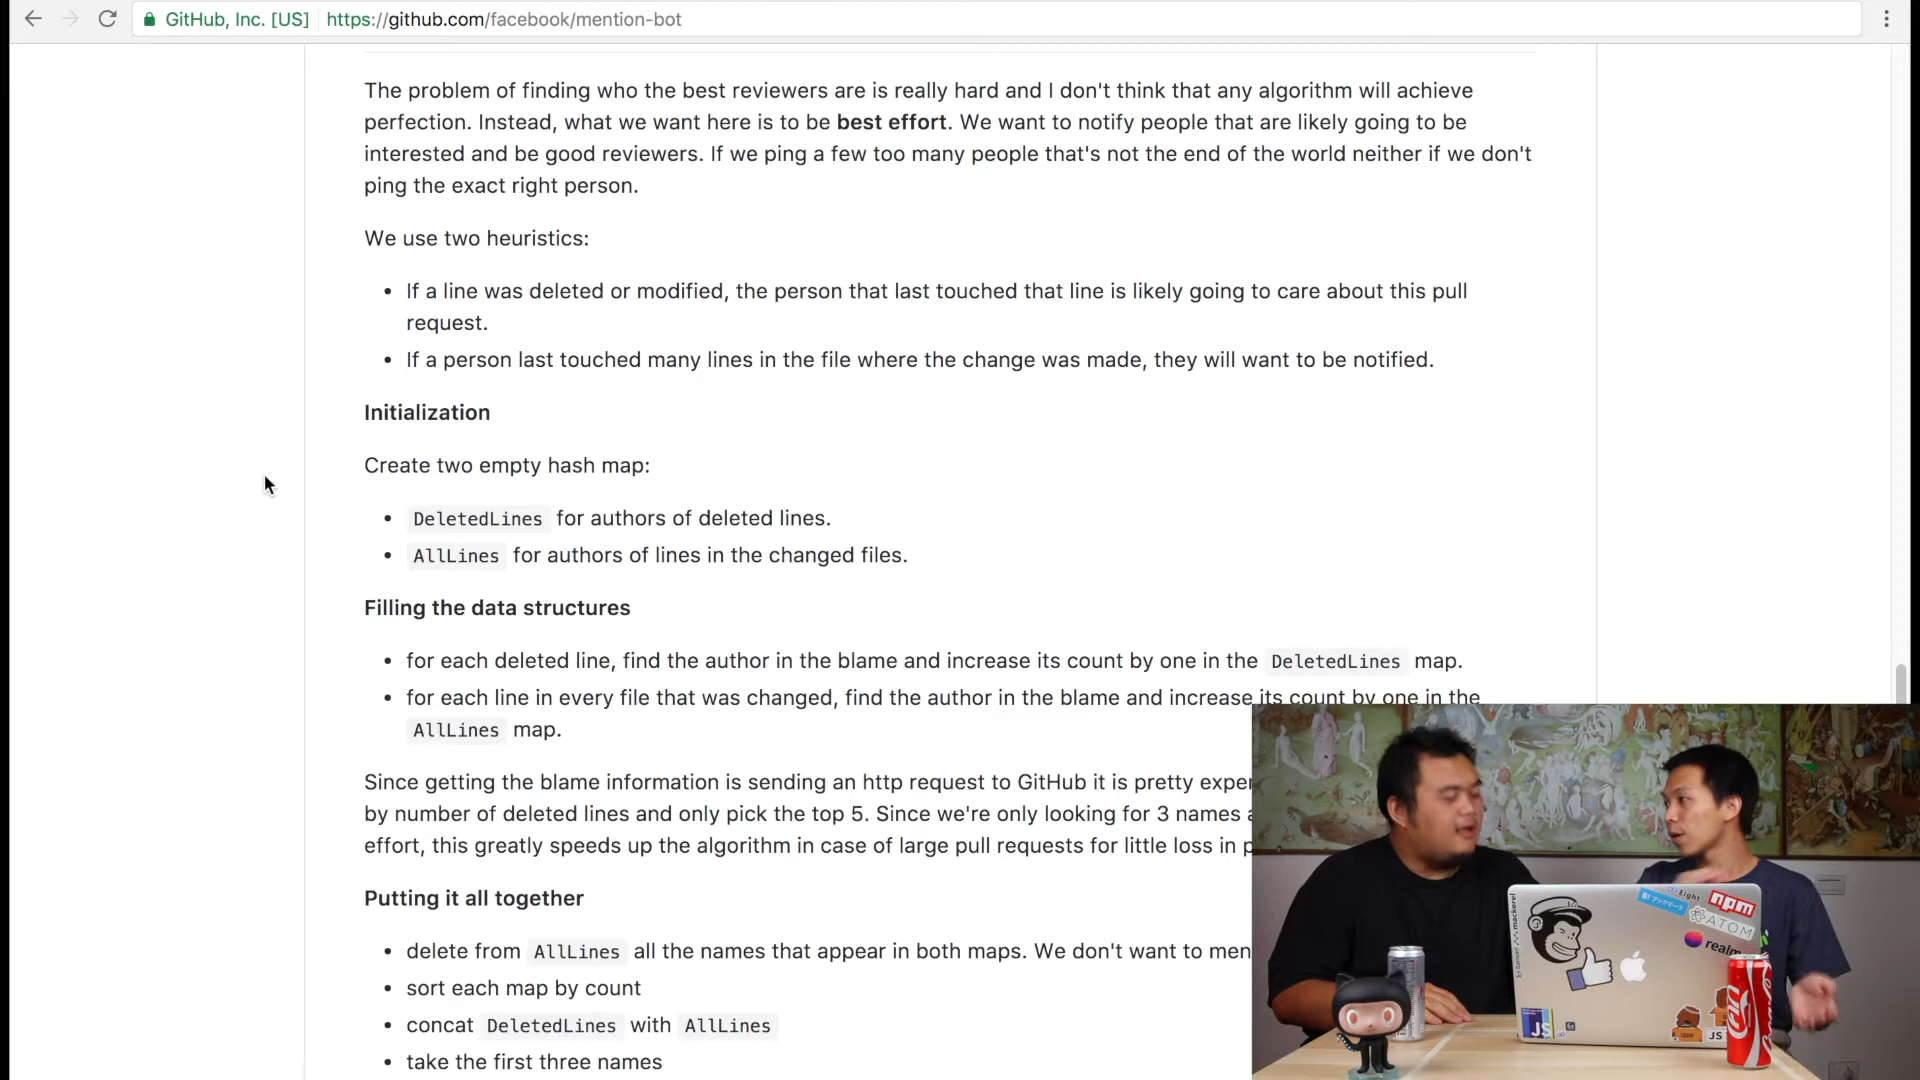 GitHub, Inc. [US] https://github.com/facebook/mention-bot
The problem of finding who the best reviewers are is really hard and I don't think that any algorithm will achieve
perfection. Instead, what we want here is to be best effort. We want to notify people that are likely going to be
interested and be good reviewers. If we ping a few too many people that's not the end of the world neither if we don't
ping the exact right person.
We use two heuristics:
• If a line was deleted or modified, the person that last touched that line is likely going to care about this pull
request.
• If a person last touched many lines in the file where the change was made, they will want to be notified.
Initialization
Create two empty hash map:
• DeletedLines for authors of deleted lines.
• AllLines for authors of lines in the changed files.
Filling the data structures
• for each deleted line, find the author in the blame and increase its count by one in the DeletedLines map.
• for each line in every file that was changed, find the author in the blame and increase its count by one in the
AllLines map.
Since getting the blame information is sending an http request to GitHub it is pretty exper
by number of deleted lines and only pick the top 5. Since we're only looking for 3 names
effort, this greatly speeds up the algorithm in case of large pull requests for little loss in p
Putting it all together
• delete from AllLines all the names that appear in both maps. We don't want to men
• sort each map by count
• concat DeletedLines with AllLines
• take the first three names
Eight
npm
ATOM
realm
JS
JS